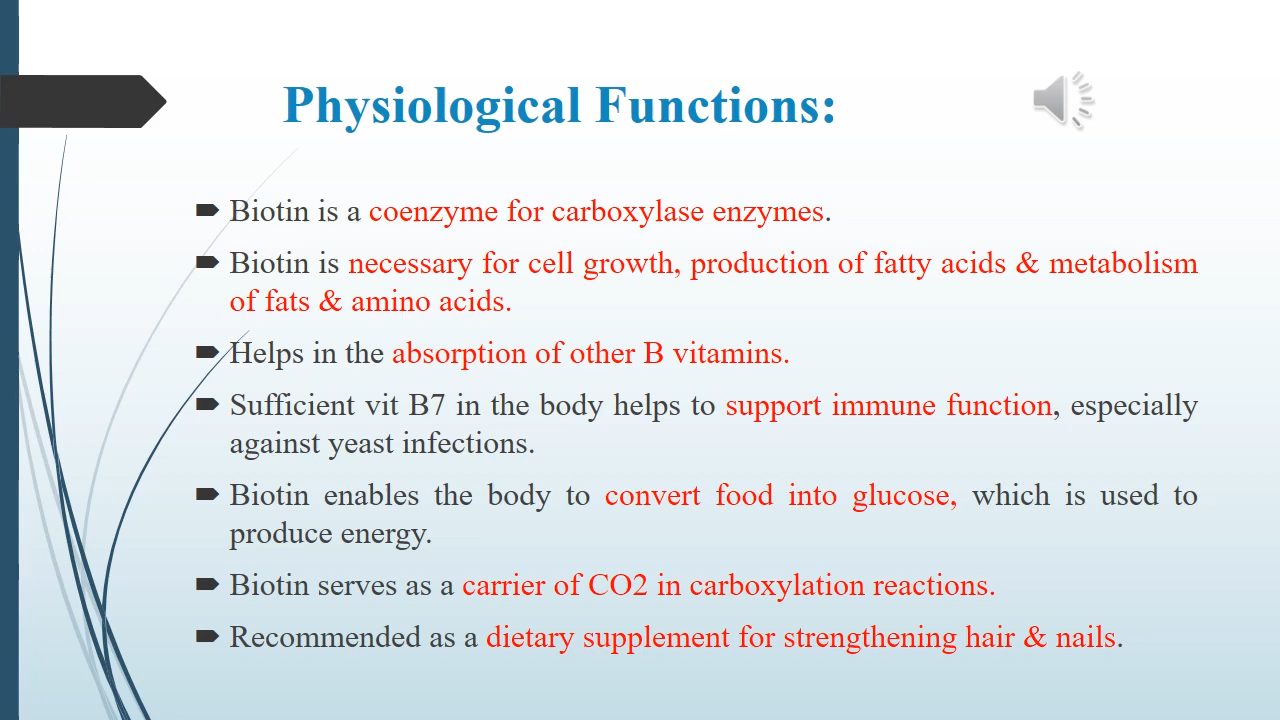 Physiological Functions:
Biotin is a coenzyme for carboxylase enzymes.
Biotin is necessary for cell growth, production of fatty acids & metabolism
of fats & amino acids.
Helps in the absorption of other B vitamins.
Sufficient vit B7 in the body helps to support immune function, especially
against yeast infections.
Biotin enables the body to convert food into glucose, which is used to
produce energy.
Biotin serves as a carrier of CO2 in carboxylation reactions.
Recommended as a dietary supplement for strengthening hair & nails.